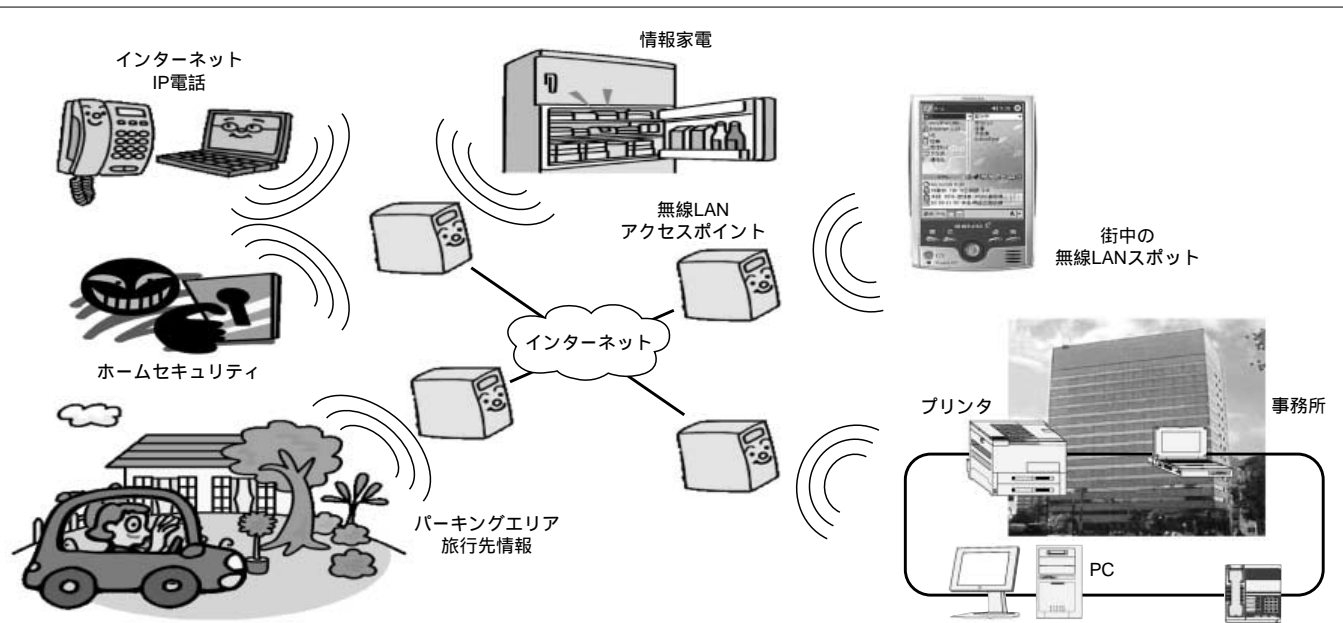 インターネット
IP電話
情報家電
無線LAN
アクセスポイント
街中の
無線LANスポット
ホームセキュリティ
インターネット
プリンタ
事務所
パーキングエリア
旅行先情報
PC